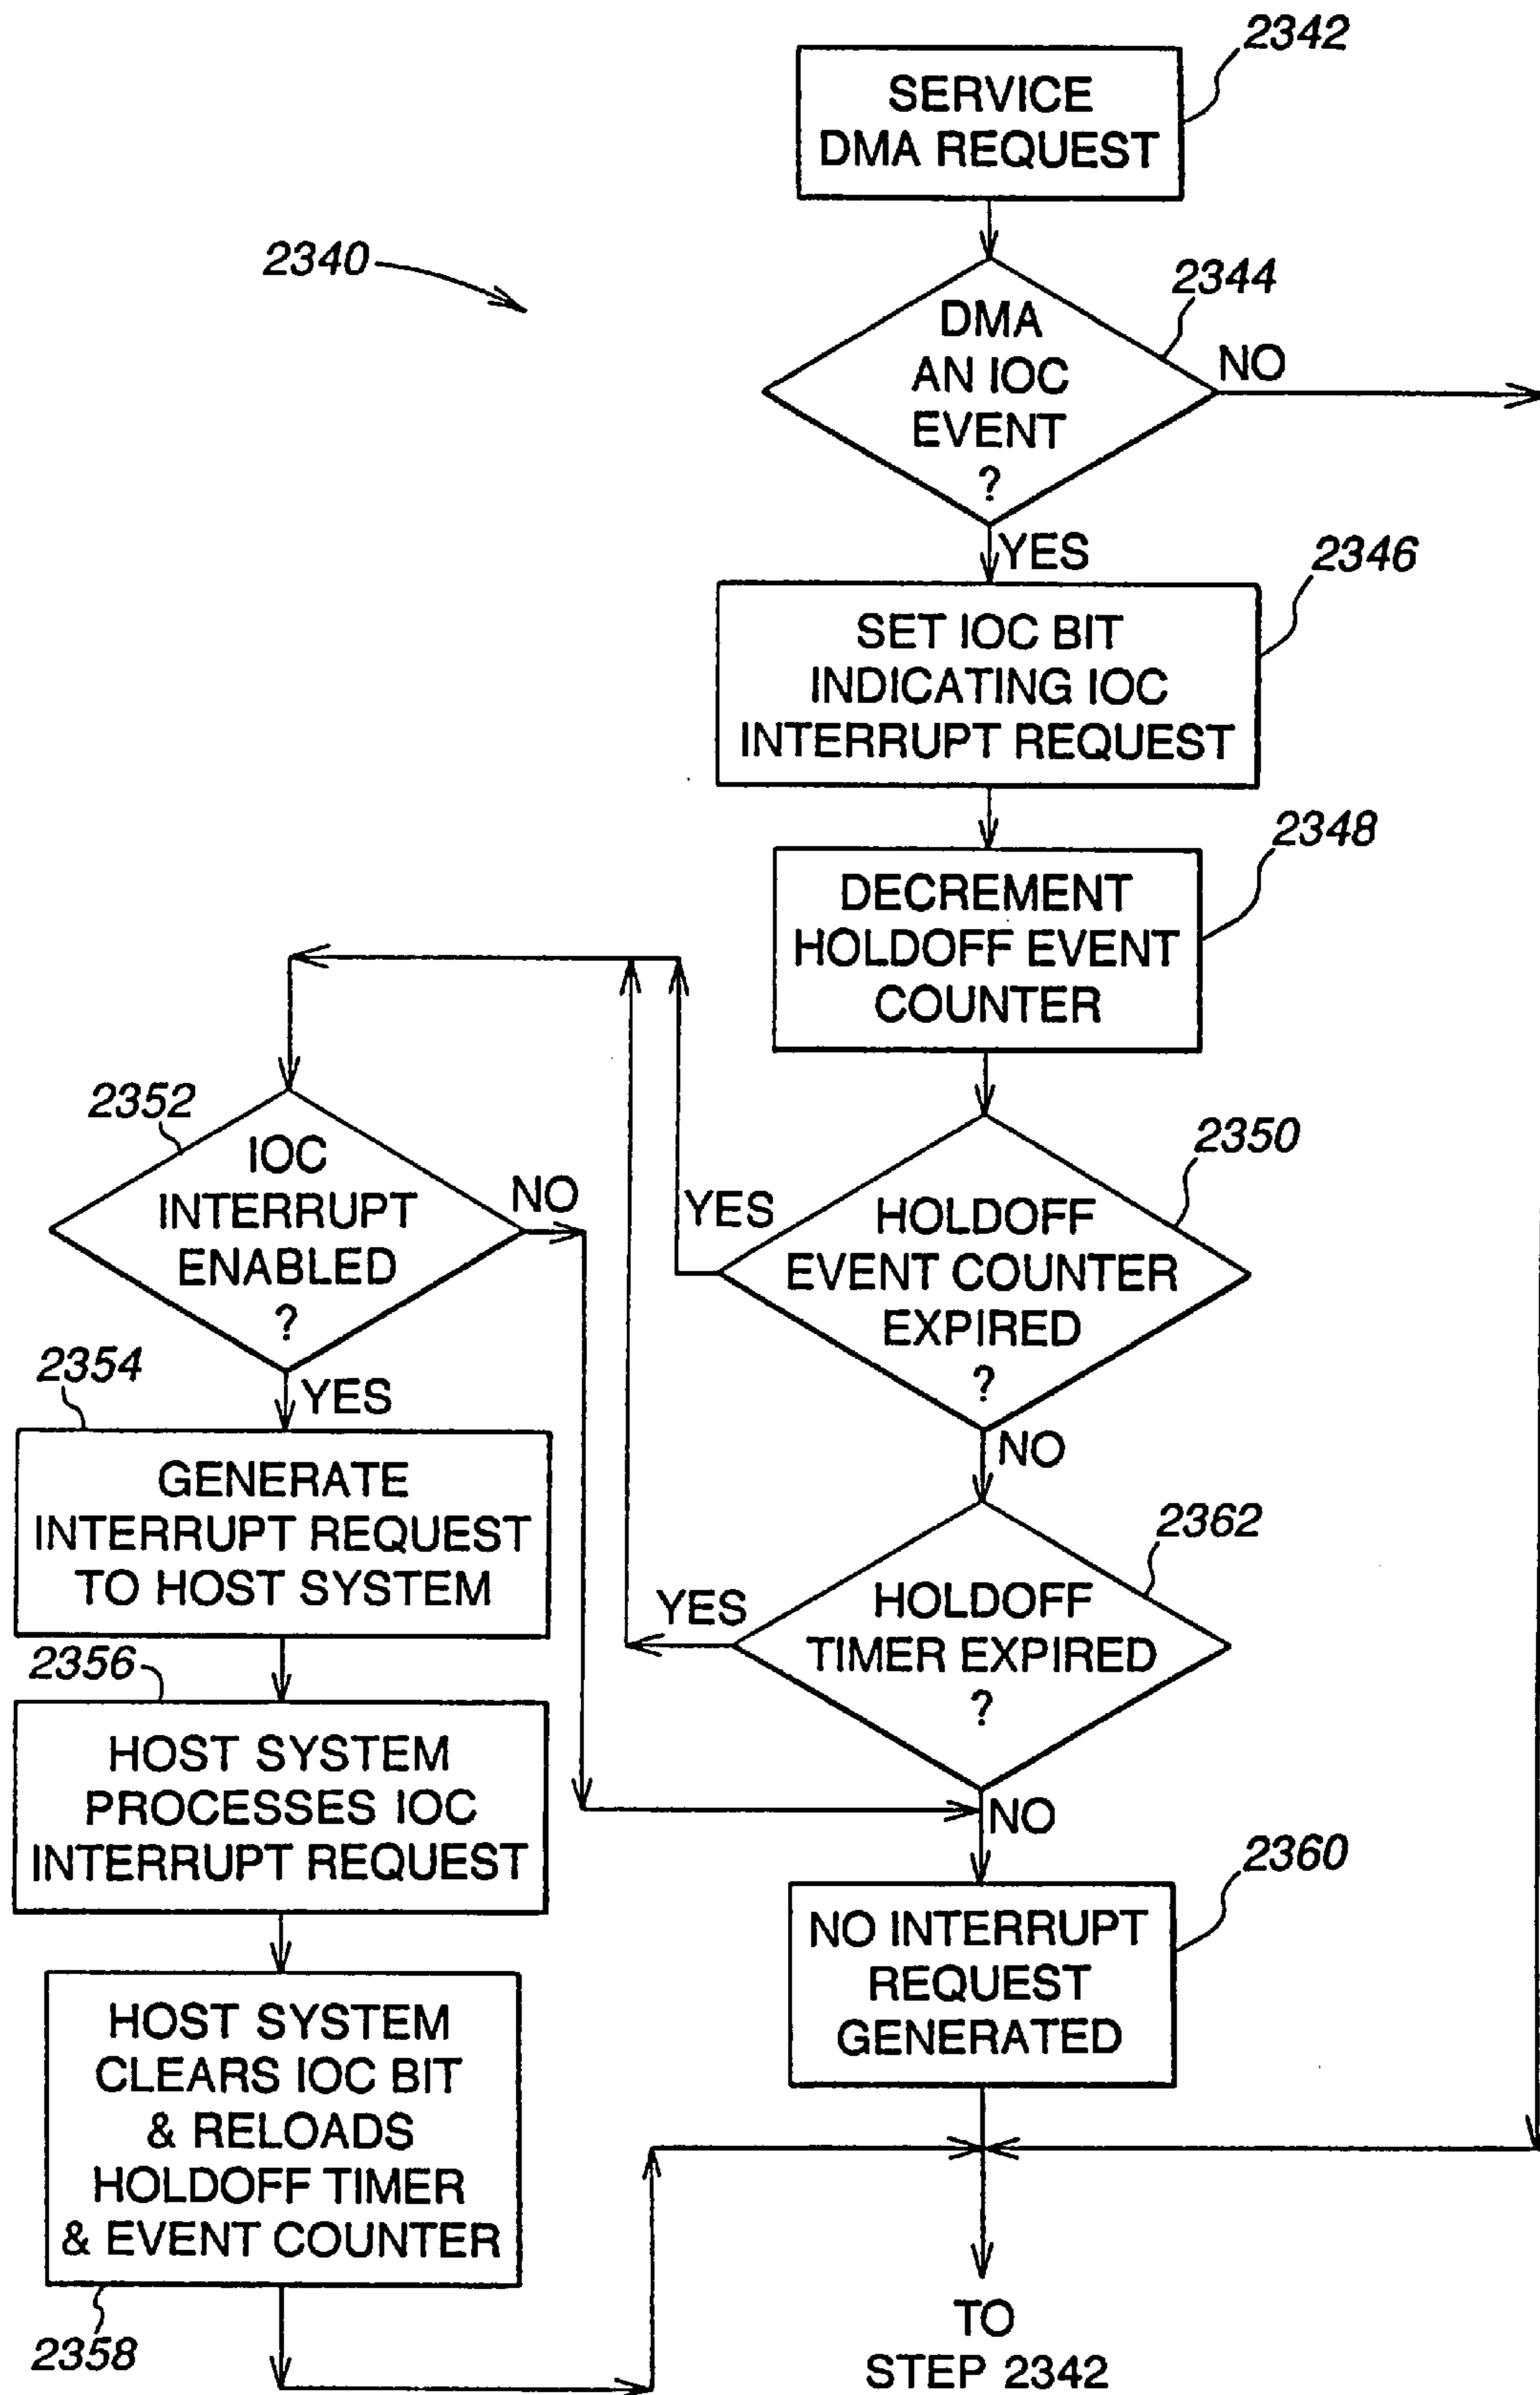 2342
SERVICE
DMA REQUEST
2340
2344
DMA
AN IOC
EVENT
?
NO
YES
2346
SET IOC BIT
INDICATING IOC
INTERRUPT REQUEST
2348
DECREMENT
HOLDOFF EVENT
COUNTER
2350
HOLDOFF
EVENT COUNTER
EXPIRED
?
YES
NO
2352
IOC
INTERRUPT
ENABLED
?
NO
YES
2354
GENERATE
INTERRUPT REQUEST
TO HOST SYSTEM
2362
HOLDOFF
TIMER EXPIRED
?
YES
NO
2356
HOST SYSTEM
PROCESSES IOC
INTERRUPT REQUEST
2360
NO INTERRUPT
REQUEST
GENERATED
HOST SYSTEM
CLEARS IOC BIT
& RELOADS
HOLDOFF TIMER
& EVENT COUNTER
2358
TO
STEP 2342